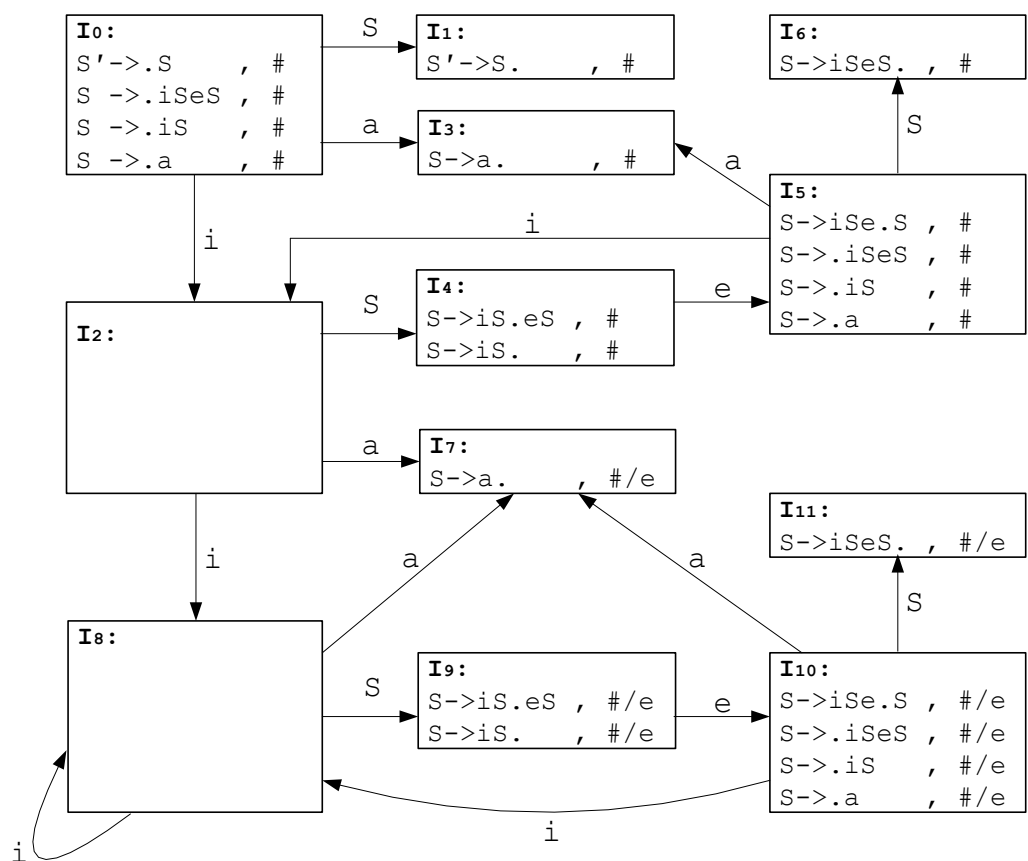 I0:
S'->.S , #
S ->.iSeS , #
S ->.iS , #
S ->.a , #
S
I1:
S'->S. , #
I6:
S->iSeS. , #
a
I3:
S->a. , #
S
a
i
i
I5:
S->iSe.S , #
S->.iSeS , #
S->.iS , #
S->.a , #
I2:
S
I4:
S->iS.eS , #
S->iS. , #
e
a
I7:
S->a. , #/e
I11:
S->iSeS. , #/e
i
a
a
S
I8:
S
I9:
S->iS.eS , #/e
S->iS. , #/e
e
I10:
S->iSe.S , #/e
S->.iSeS , #/e
S->.iS , #/e
S->.a , #/e
i
i